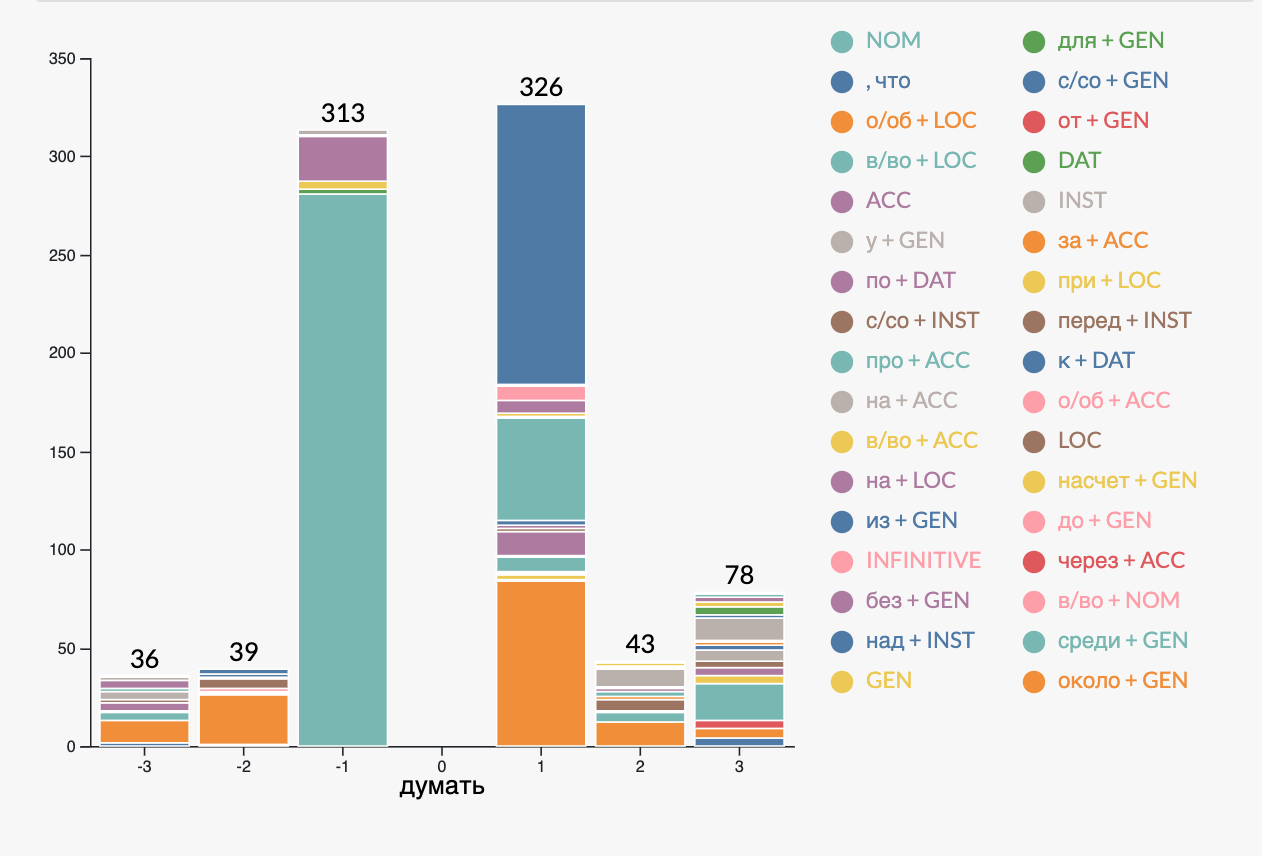 350
300
250
200
150
100
50
0
36
39
313
326
43
78
-3 -2 -1 0 1 2 3
думать
NOM
, что
о/об + LOC
в/во + LOC
ACC
у + GEN
по + DAT
с/со + INST
про + ACC
на + ACC
в/во + ACC
на + LOC
из + GEN
INFINITIVE
без + GEN
над + INST
GEN
для + GEN
с/со + GEN
от + GEN
DAT
INST
за + ACC
при + LOC
перед + INST
к + DAT
о/об + ACC
LOC
насчет + GEN
до + GEN
через + ACC
в/во + NOM
среди + GEN
около + GEN